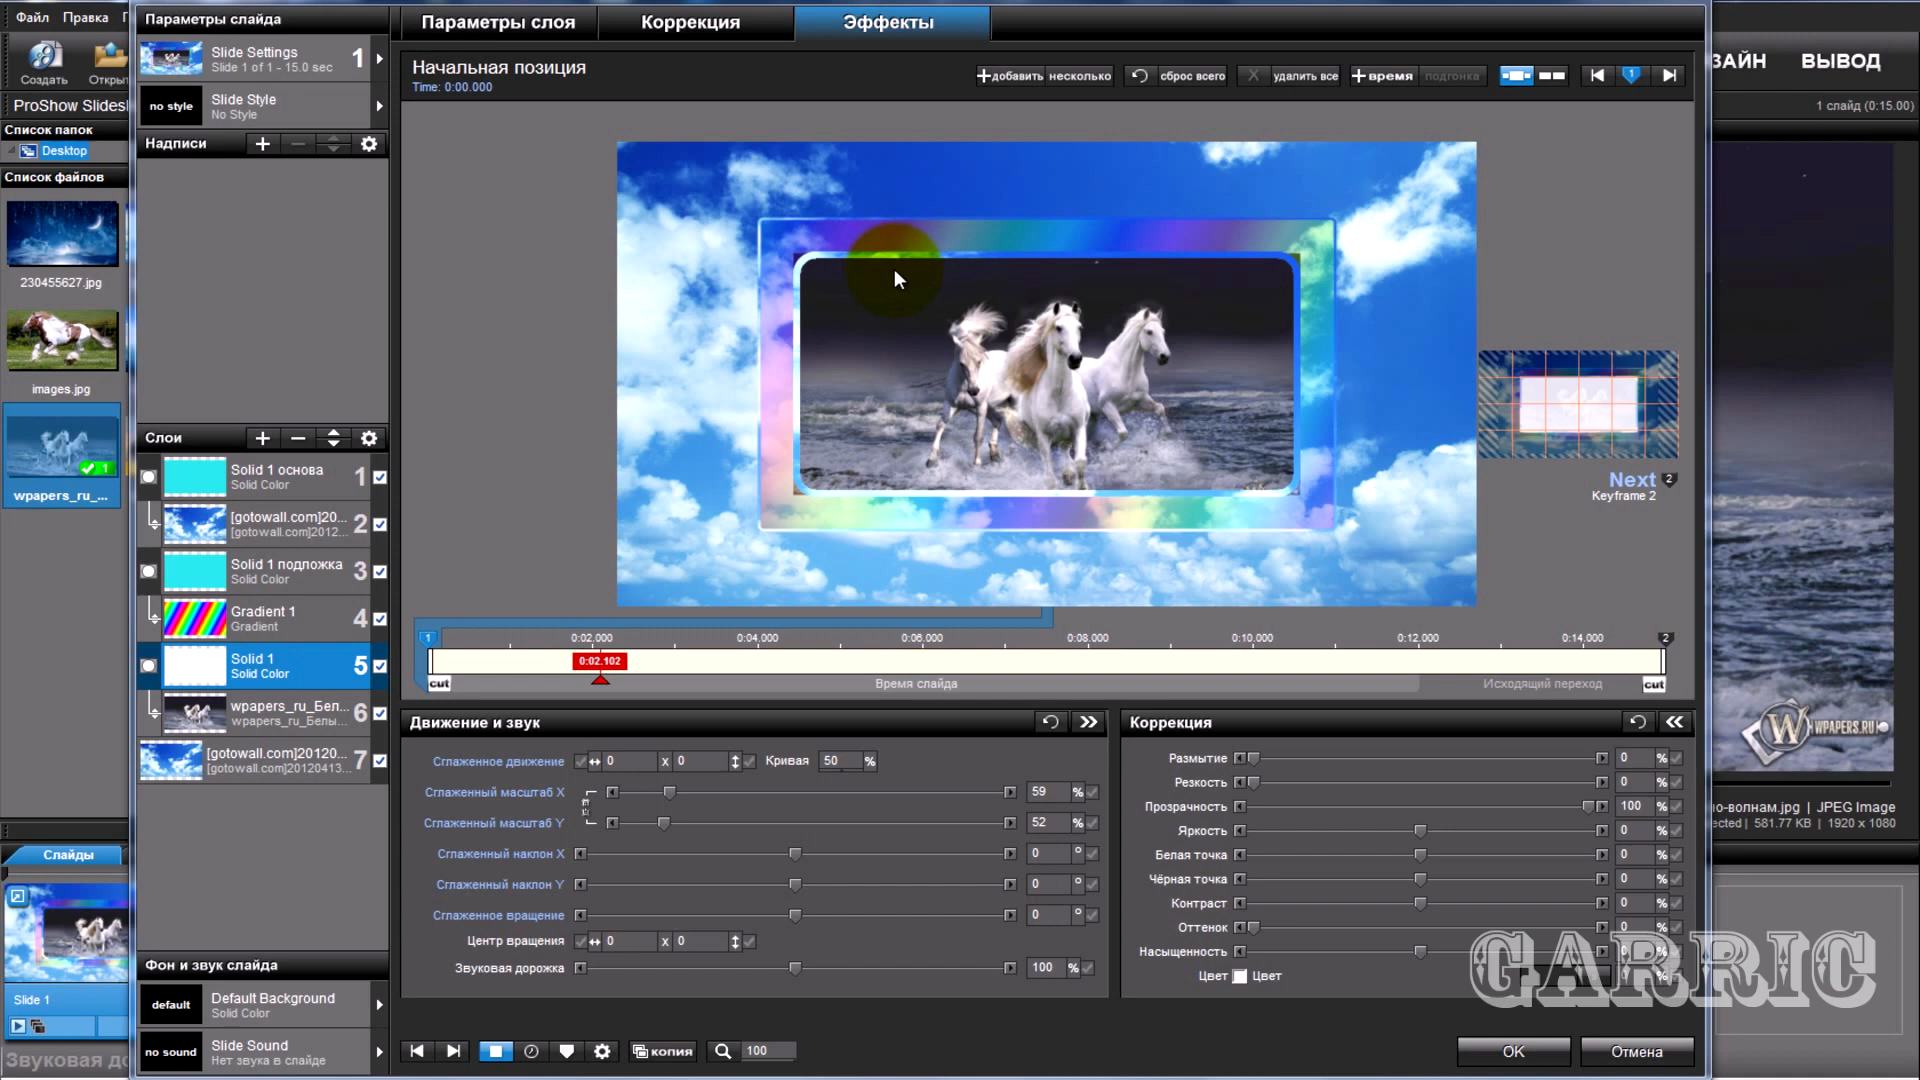 Файл Правка
Создать
ProShow Slidesl
Список папок
Desktop
Список файлов
230455627.jpg
images.jpg
1
wpapers_ru_...
Слайды
Slide 1
Параметры слайда
Slide Settings
Slide 1 of 1 - 15.0 sec
1
no style
Slide Style
No Style
Надписи
Слои
Solid 1 основа
Solid Color
1
[gotowall.com]20...
[gotowall.com]2012...
2
Solid 1 подложка
Solid Color
3
Gradient 1
Gradient
4
Solid 1
Solid Color
5
wpapers_ru_Бел...
wpapers_ru_Белы...
6
[gotowall.com]20120...
[gotowall.com]20120413...
7
Фон и звук слайда
default
Default Background
Solid Color
no sound
Slide Sound
Нет звука в слайде
Параметры слоя
Коррекция
Эффекты
Начальная позиция
Time: 0:00.000
добавить несколько
сброс всего
X удалить все
время
подгонка
1
Next 2
Keyframe 2
1 0:02.000 0:04.000 0:06.000 0:08.000 0:10.000 0:12.000 0:14.000 2
0:02.102
cut
Время слайда
Исходящий переход
cut
Движение и звук
Сглаженное движение 0 x 0 Кривая 50 %
Сглаженный масштаб X 59 %
Сглаженный масштаб Y 52 %
Сглаженный наклон X 0 °
Сглаженный наклон Y 0 °
Сглаженное вращение 0 °
Центр вращения 0 x 0
Звуковая дорожка 100 %
Коррекция
Размытие 0 %
Резкость 0 %
Прозрачность 100 %
Яркость 0 %
Белая точка 0 %
Чёрная точка 0 %
Контраст 0 %
Оттенок 0 %
Насыщенность
Цвет Цвет
GARRIC
копия
100
OK
Отмена
ВЫВОД
1 слайд (0:15.00)
WPAPERS.RU
о-волнам.jpg | JPEG Image
ected | 581.77 KB | 1920 x 1080